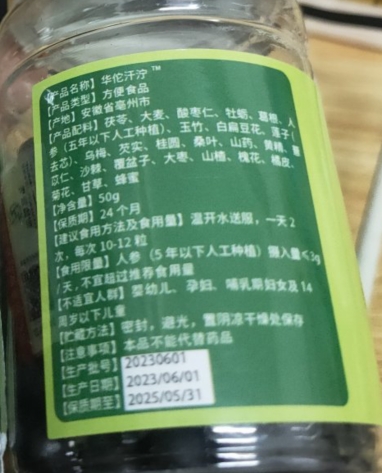 【产品名称】华佗汗泞™
【产品类型】方便食品
【产地】安徽省亳州市
【产品配料】茯苓、大麦、酸枣仁、牡蛎、葛根、人
参（五年以下人工种植）、玉竹、白扁豆花、莲子（
去芯）、乌梅、芡实、桂圆、桑叶、山药、黄精、薏
苡仁、沙棘、覆盆子、大枣、山楂、槐花、橘皮、
菊花、甘草、蜂蜜
【净含量】50g
【保质期】24个月
【建议食用方法及食用量】温开水送服，一天2
次，每次10-12粒
【食用限量】人参（5年以下人工种植）摄入量≤3g
/天，不宜超过推荐食用量
【不适宜人群】婴幼儿、孕妇、哺乳期妇女及14
周岁以下儿童
【贮藏方法】密封，避光，置阴凉干燥处保存
【注意事项】本品不能代替药品
【生产批号】20230601
【生产日期】2023/06/01
【保质期至】2025/05/31